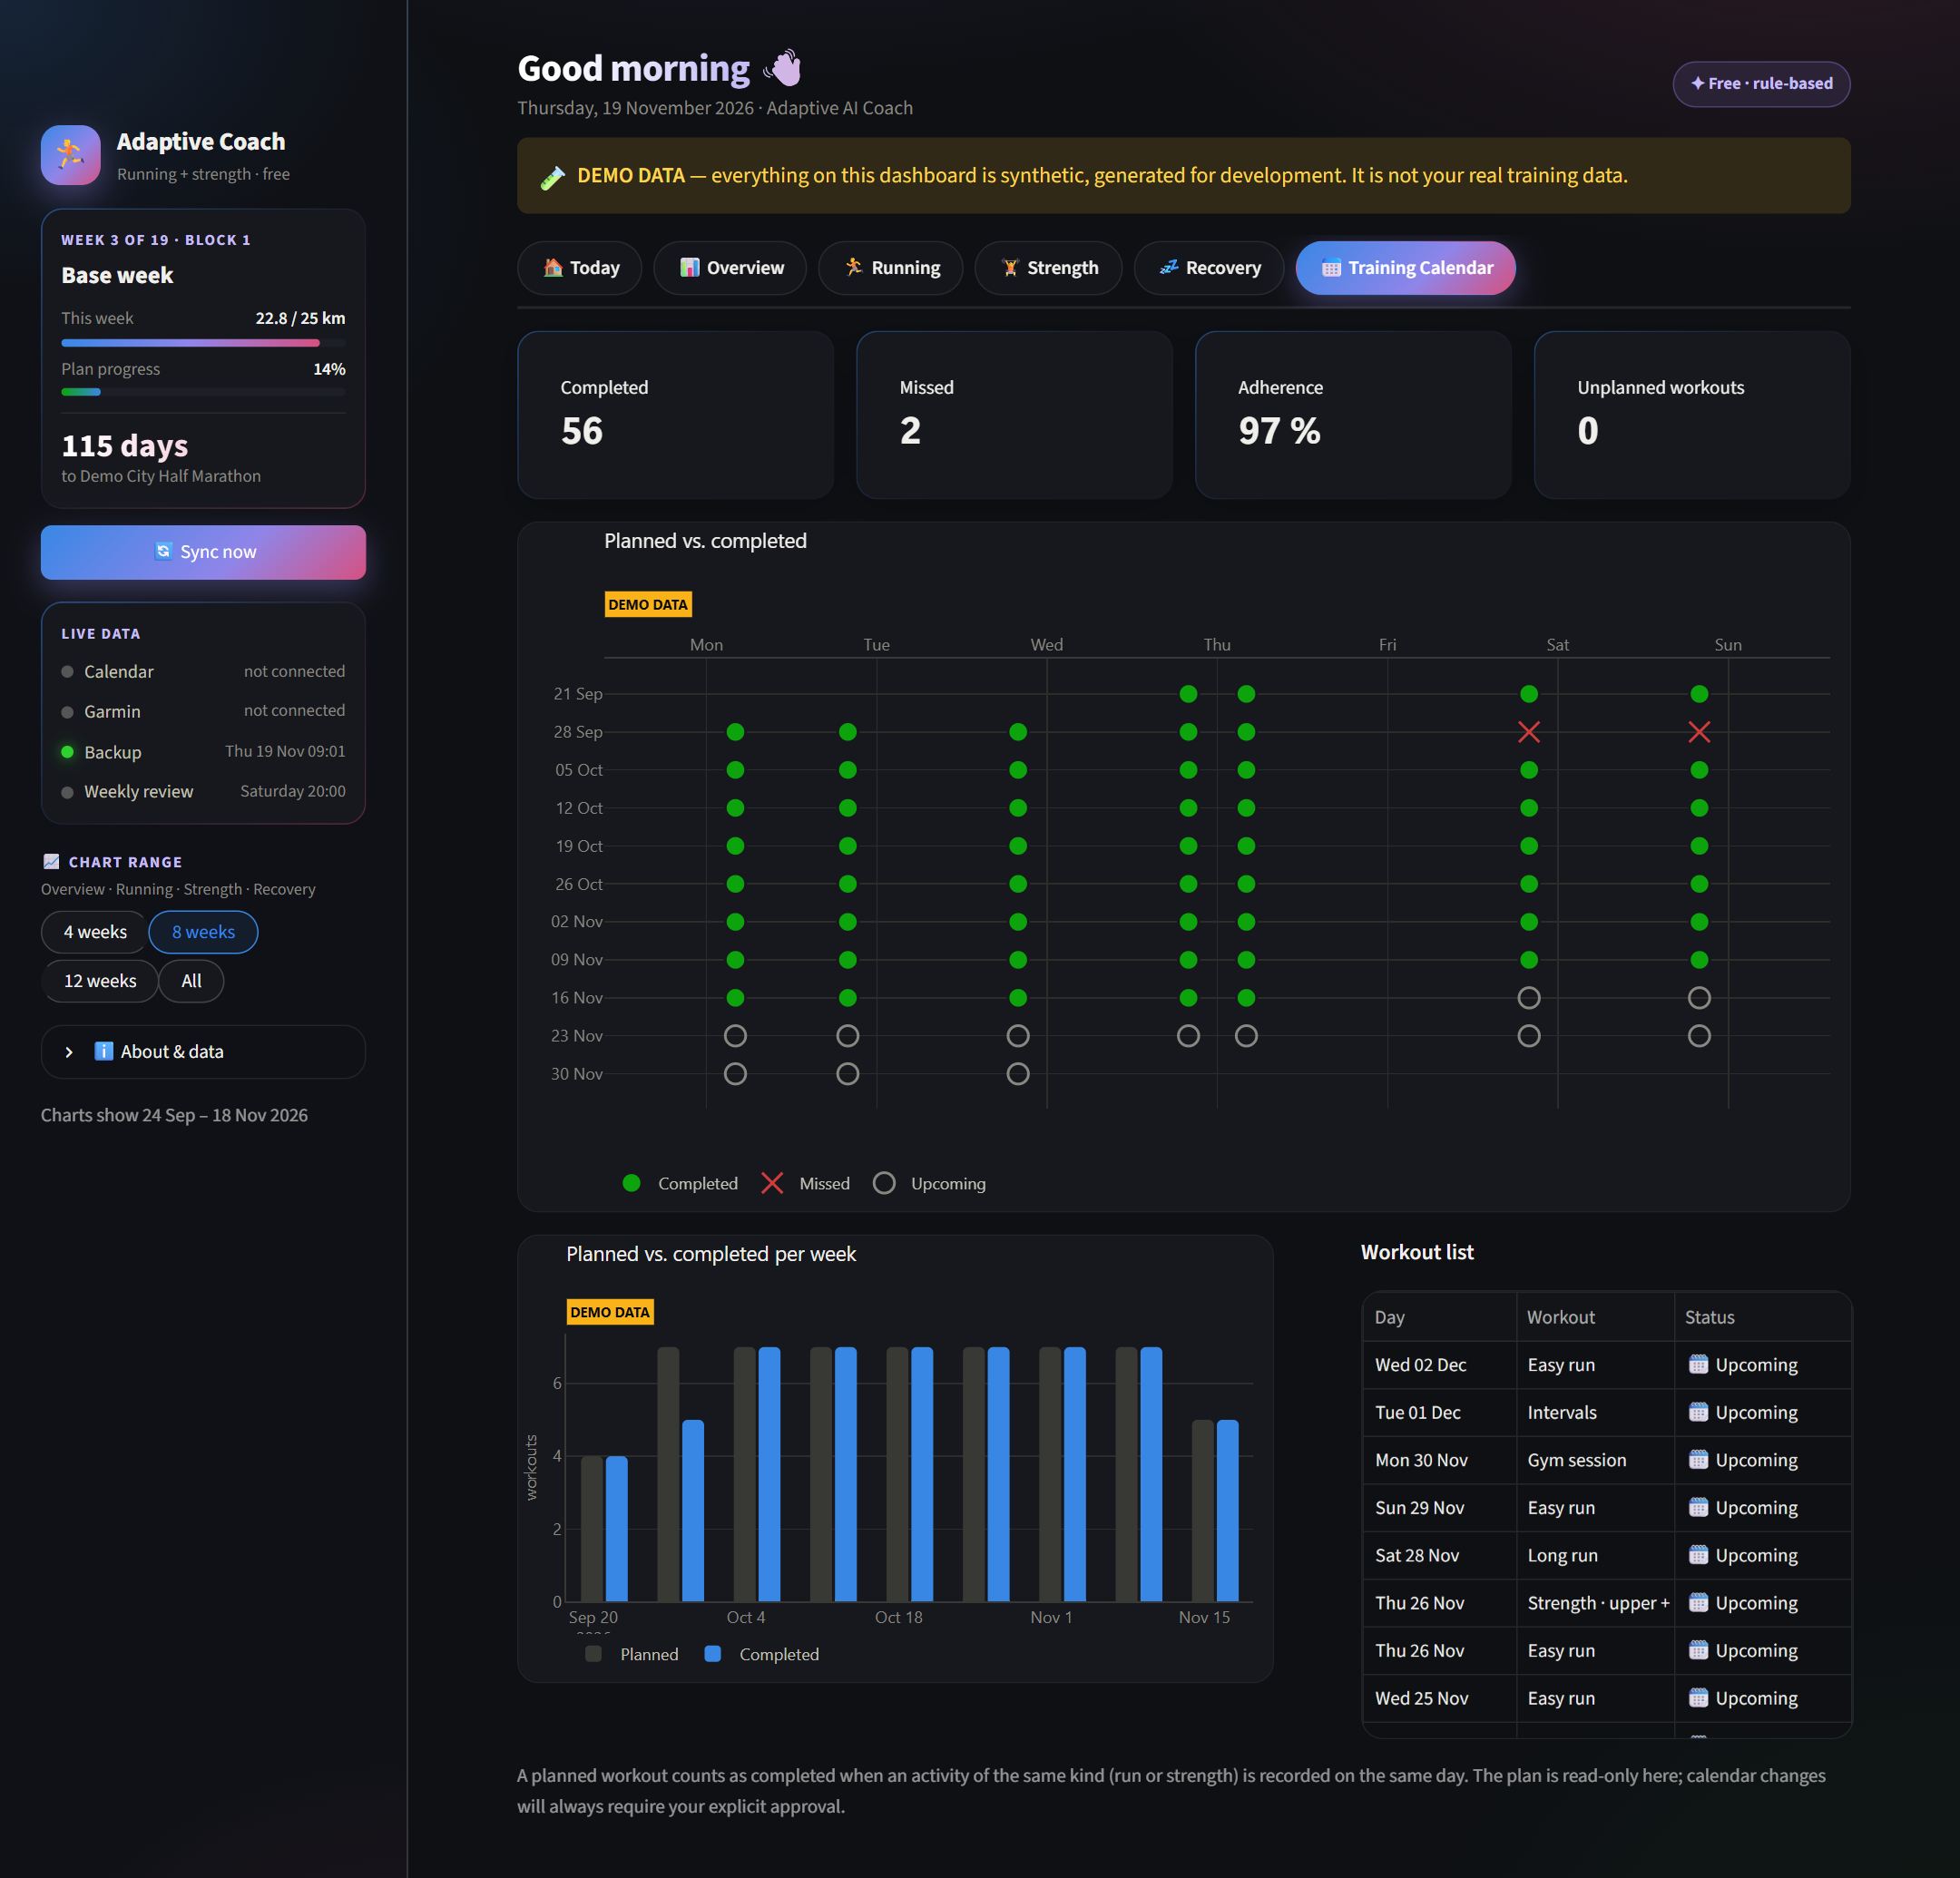 Adaptive Coach
Running + strength · free
WEEK 3 OF 19 · BLOCK 1
Base week
This week 22.8 / 25 km
Plan progress 14%
115 days
to Demo City Half Marathon
Sync now
LIVE DATA
Calendar not connected
Garmin not connected
Backup Thu 19 Nov 09:01
Weekly review Saturday 20:00
CHART RANGE
Overview · Running · Strength · Recovery
4 weeks 8 weeks
12 weeks All
About & data
Charts show 24 Sep – 18 Nov 2026
Good morning
Thursday, 19 November 2026 · Adaptive AI Coach
✦ Free · rule-based
DEMO DATA — everything on this dashboard is synthetic, generated for development. It is not your real training data.
Today Overview Running Strength Recovery Training Calendar
Completed Missed Adherence Unplanned workouts
56 2 97 % 0
Planned vs. completed
DEMO DATA
Mon Tue Wed Thu Fri Sat Sun
21 Sep
28 Sep
05 Oct
12 Oct
19 Oct
26 Oct
02 Nov
09 Nov
16 Nov
23 Nov
30 Nov
Completed Missed Upcoming
Planned vs. completed per week
DEMO DATA
workouts
6
4
2
0
Sep 20 Oct 4 Oct 18 Nov 1 Nov 15
Planned Completed
Workout list
Day Workout Status
Wed 02 Dec Easy run Upcoming
Tue 01 Dec Intervals Upcoming
Mon 30 Nov Gym session Upcoming
Sun 29 Nov Easy run Upcoming
Sat 28 Nov Long run Upcoming
Thu 26 Nov Strength · upper + Upcoming
Thu 26 Nov Easy run Upcoming
Wed 25 Nov Easy run Upcoming
A planned workout counts as completed when an activity of the same kind (run or strength) is recorded on the same day. The plan is read-only here; calendar changes
will always require your explicit approval.